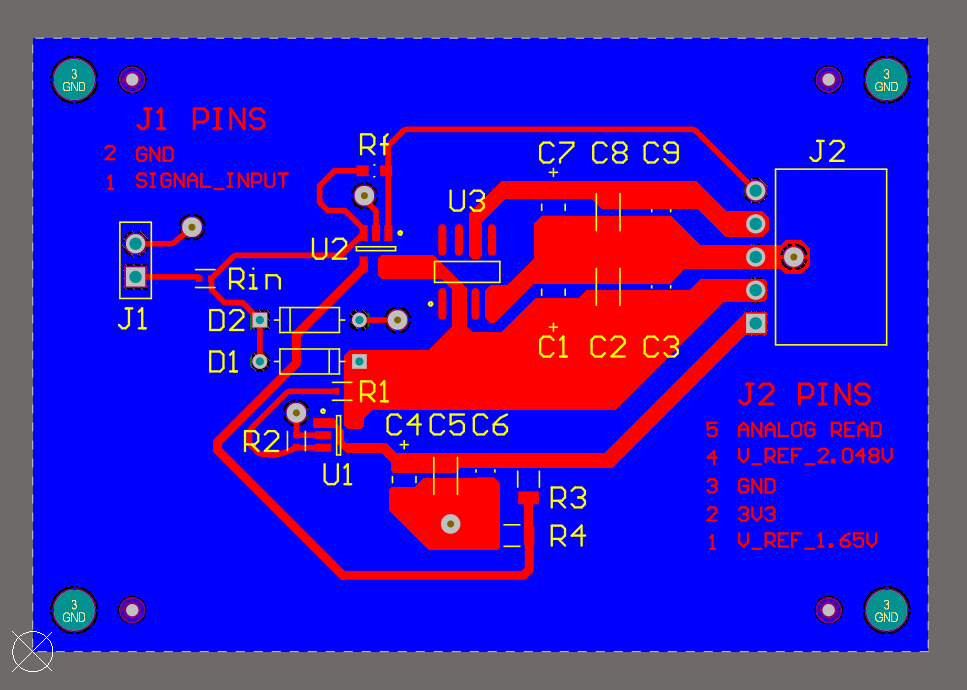 3
GND
3
GND
J1 PINS
2 GND
1 SIGNAL_INPUT
Rf
C7 C8 C9
J2
U3
U2
Rin
J1
D2
D1
C1 C2 C3
R1
J2 PINS
C4 C5 C6
R2
5 ANALOG READ
4 V_REF_2.048V
U1
3 GND
R3
2 3V3
R4
1 V_REF_1.65V
3
GND
3
GND